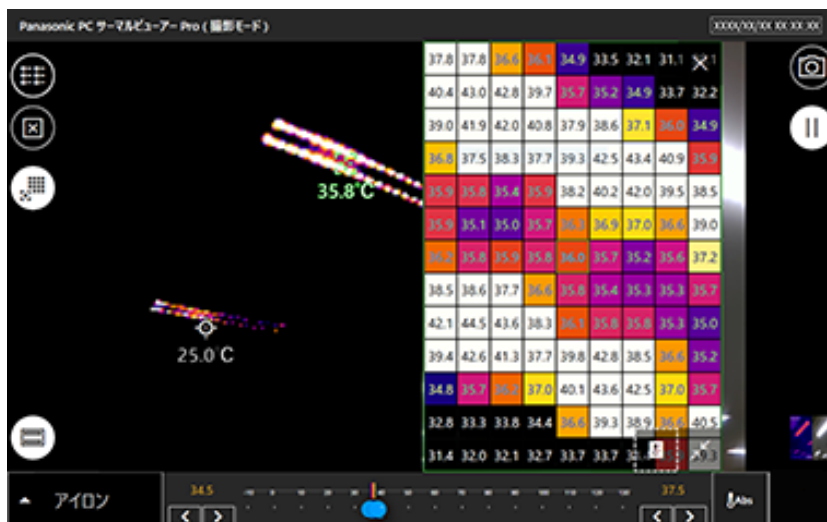 Panasonic PC サーマルビューアー Pro ( 撮影モード )
XXXX/XX/XX XX XX XX
37.8 37.8 36.6 36.1 34.9 33.5 32.1 31.1
40.4 43.0 42.8 39.7 35.7 35.2 34.9 33.7 32.2
39.0 41.9 42.0 40.8 37.9 38.6 37.1 36.0 34.9
36.8 37.5 38.3 37.7 39.3 42.5 43.4 40.9 35.9
35.9 35.8 35.4 35.9 38.2 40.2 42.0 39.5 38.5
35.9 35.1 35.0 35.7 36.3 36.9 37.0 36.6 39.0
36.2 35.8 35.9 35.8 36.0 35.7 35.2 35.6 37.2
38.5 38.6 37.7 36.6 35.8 35.4 35.3 35.3 35.7
42.1 44.5 43.6 38.3 36.1 35.8 35.8 35.3 35.0
39.4 42.6 41.3 37.7 39.8 42.8 38.5 36.6 35.2
34.8 35.7 36.2 37.0 40.1 43.6 42.5 37.0 35.7
32.8 33.3 33.8 34.4 36.6 39.3 38.9 36.6 40.5
31.4 32.0 32.1 32.7 33.7 33.7
35.8°C
25.0°C
アイロン
34.5
37.5
Abs